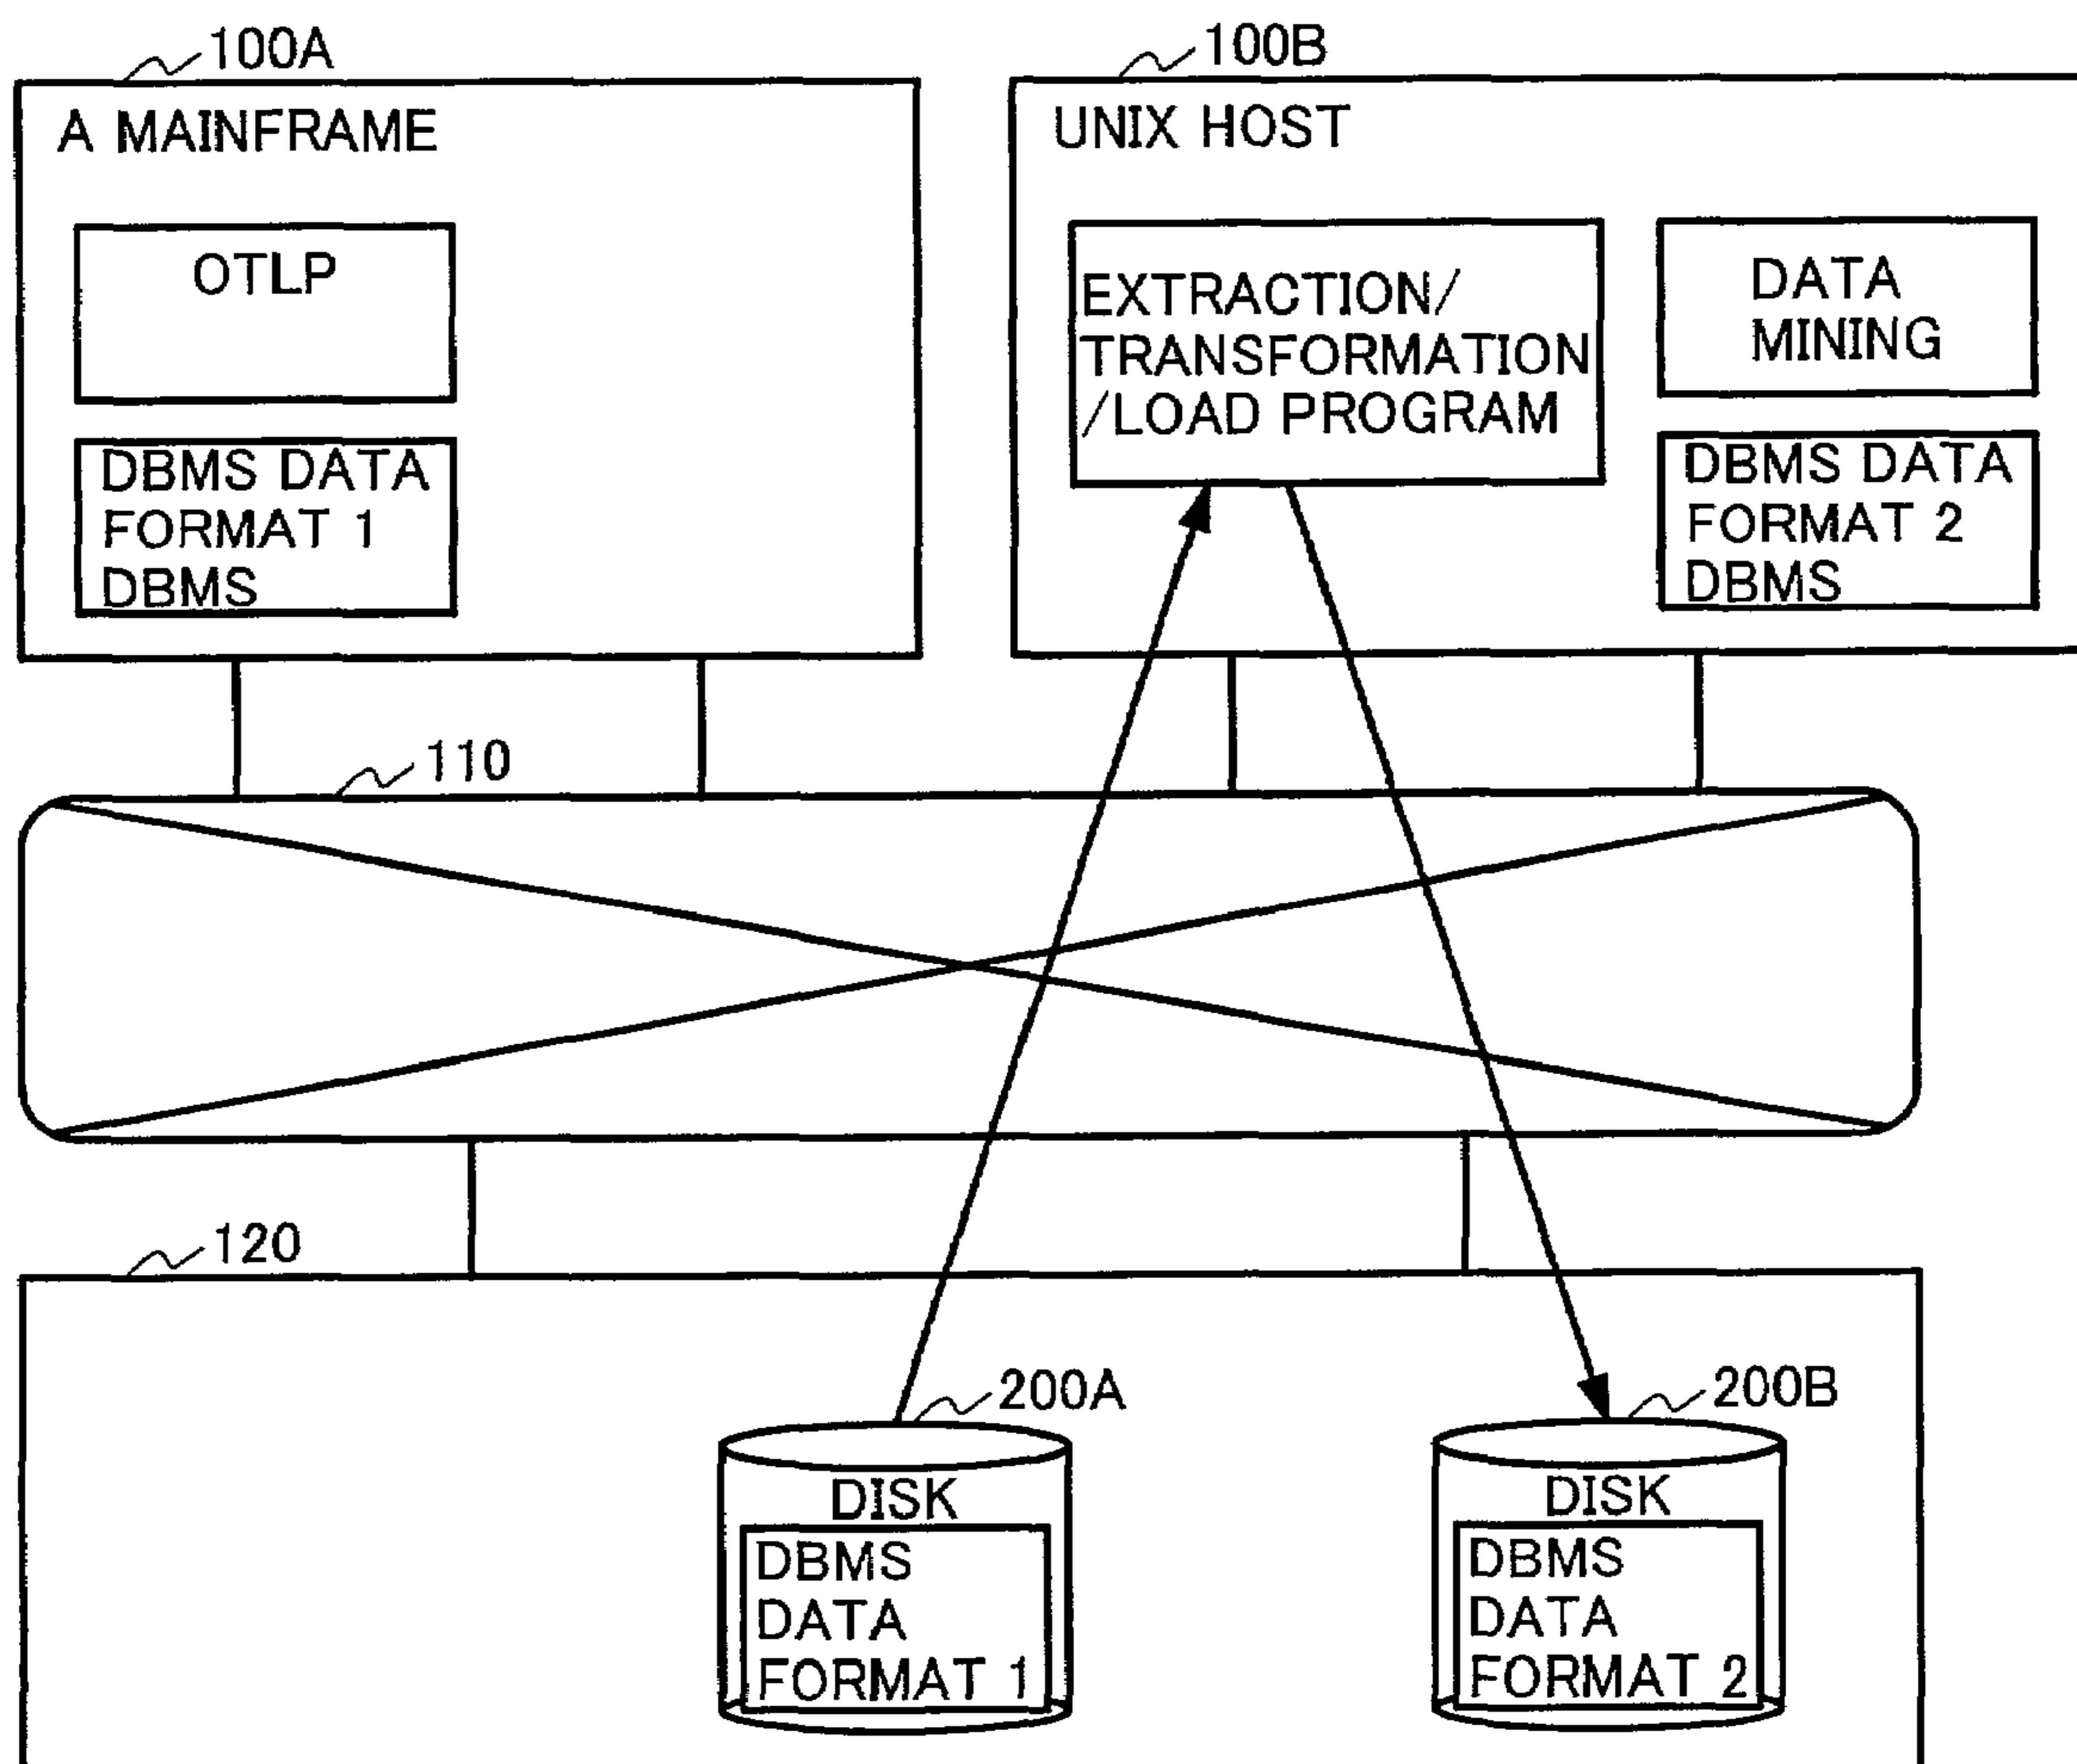 100A
A MAINFRAME
OTLP
DBMS DATA
FORMAT 1
DBMS
100B
UNIX HOST
EXTRACTION/
TRANSFORMATION
/LOAD PROGRAM
DATA
MINING
DBMS DATA
FORMAT 2
DBMS
110
120
200A
DISK
DBMS
DATA
FORMAT 1
200B
DISK
DBMS
DATA
FORMAT 2